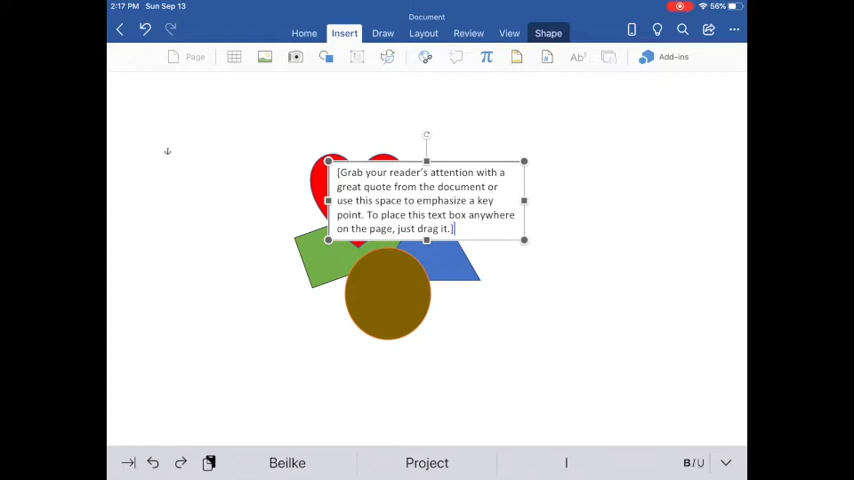 2:17 PM Sun Sep 13
56%
Document
Home Insert Draw Layout Review View Shape
Page
Ab
Add-ins
[Grab your reader's attention with a
great quote from the document or
use this space to emphasize a key
point. To place this text box anywhere
on the page, just drag it.]
Beilke Project I
B I U